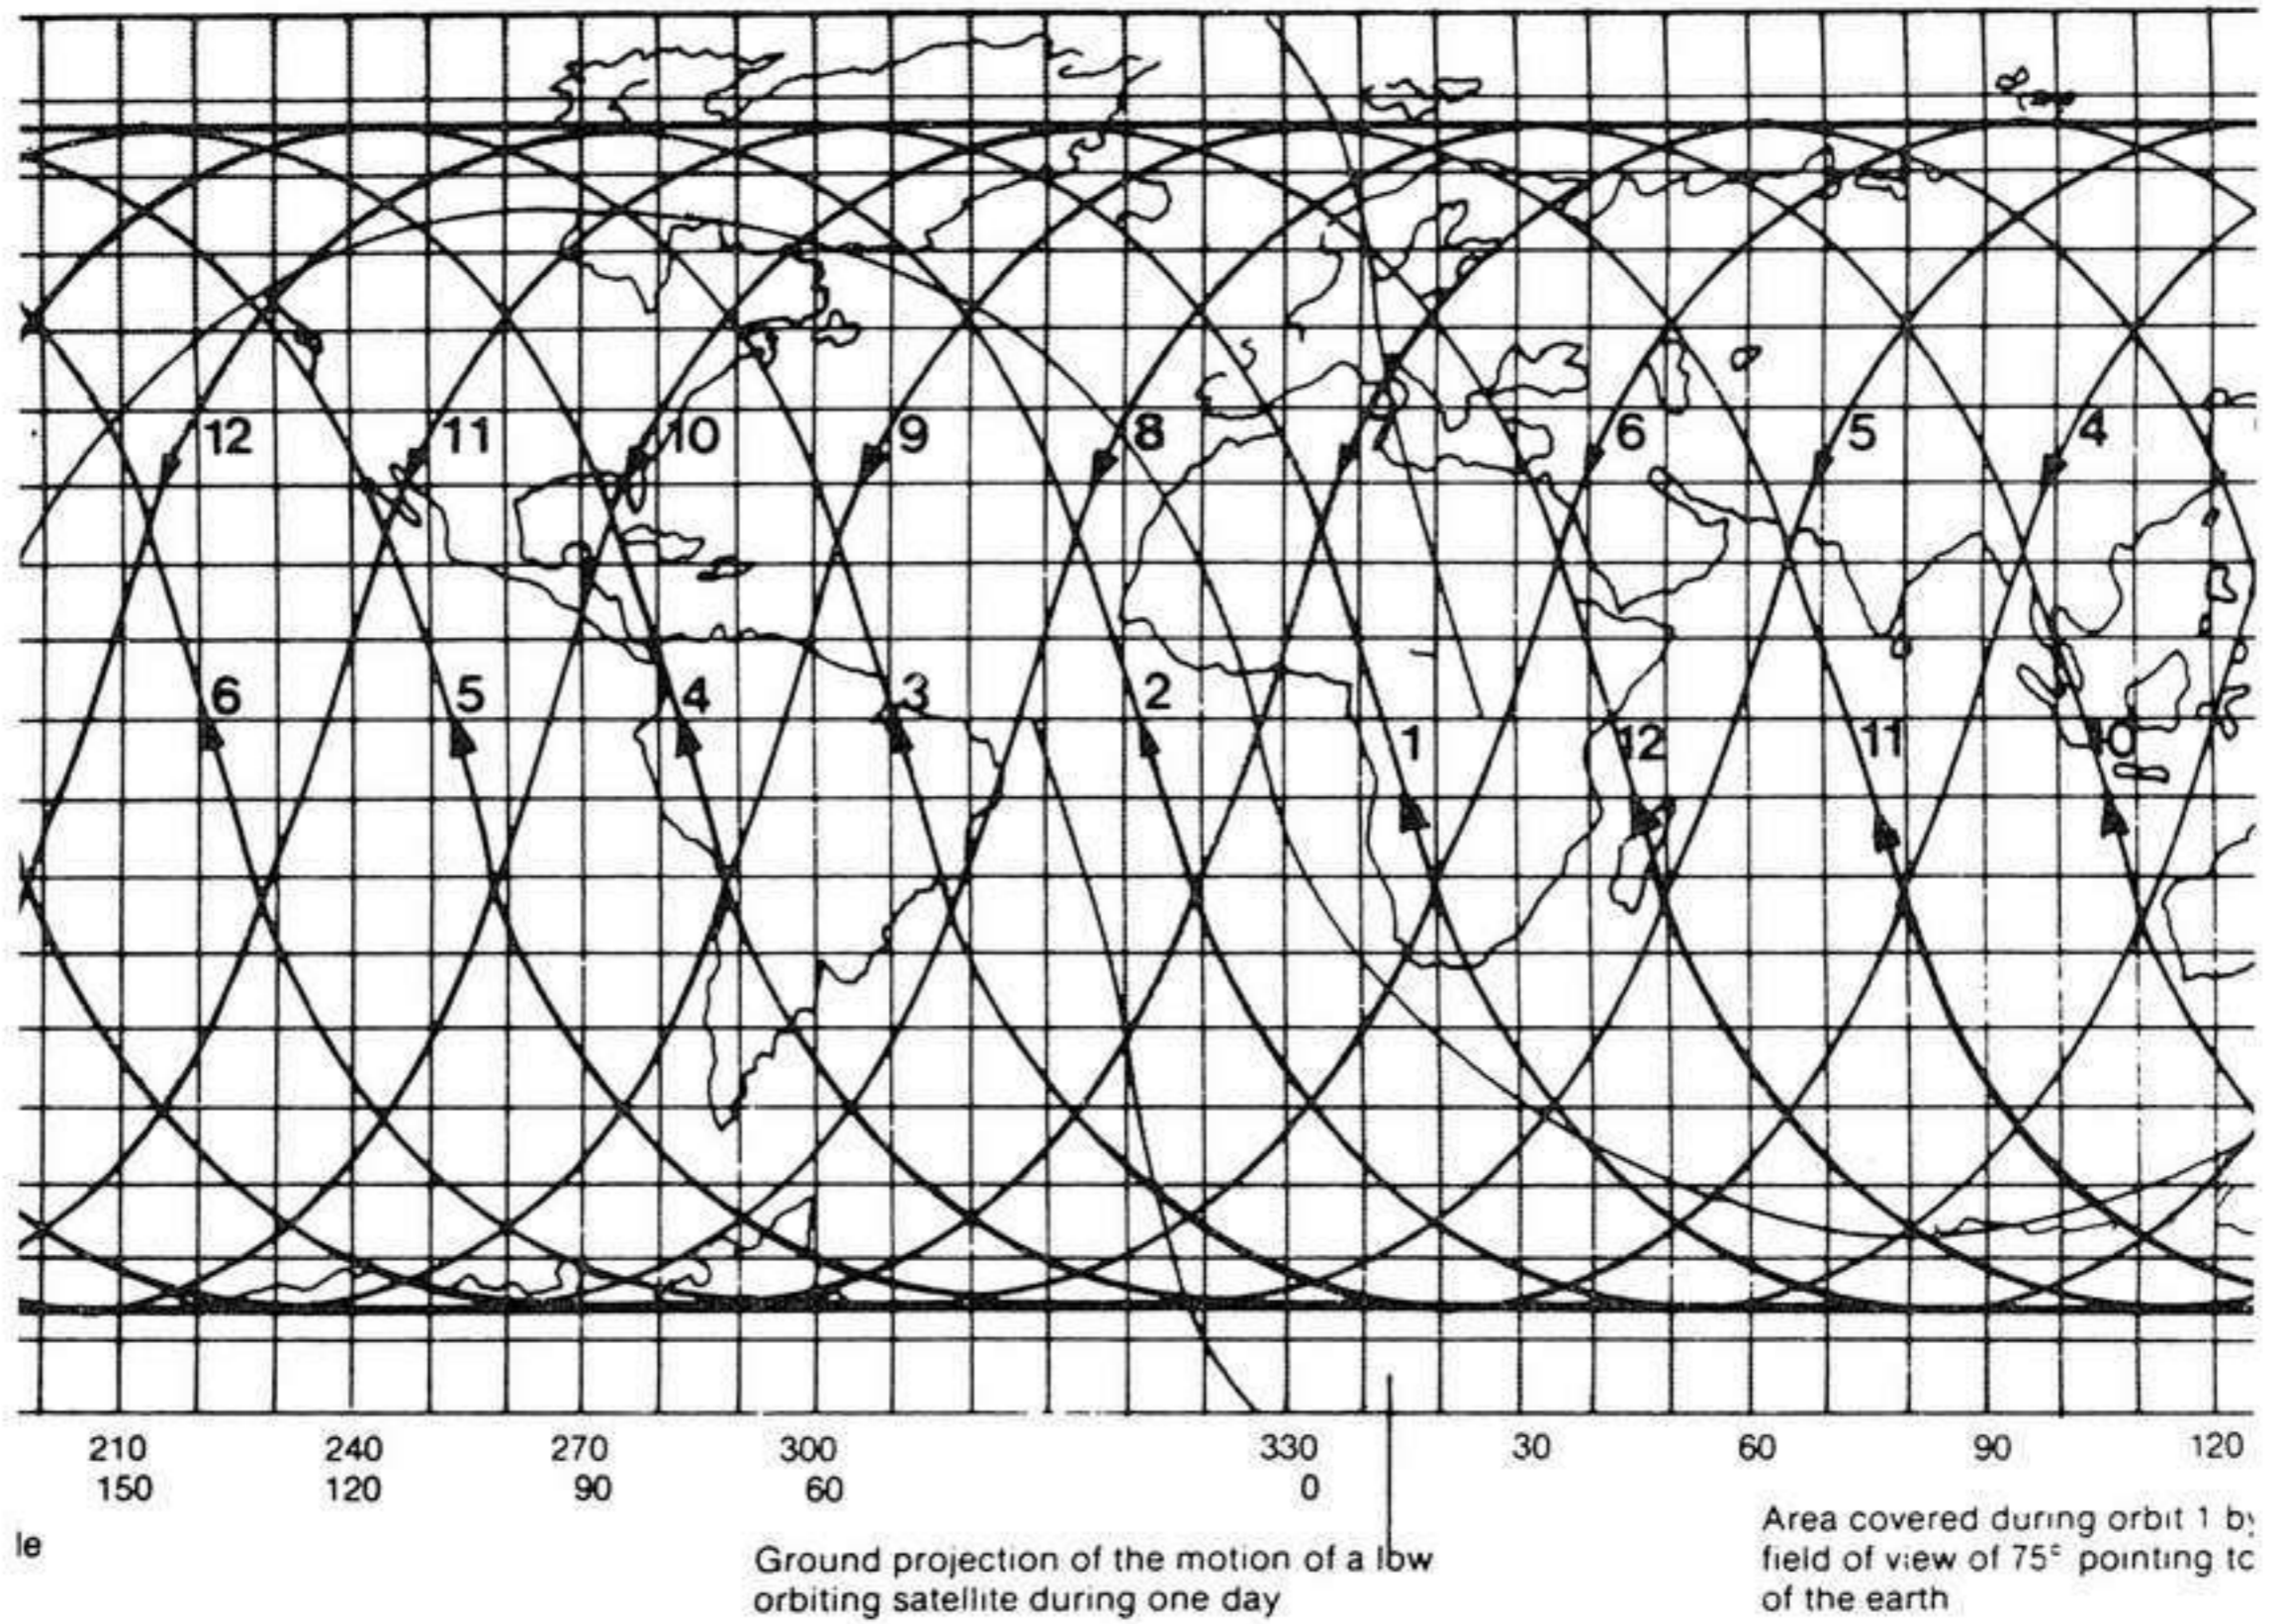 12 11 10 9 8 7 6 5 4
6 5 4 3 2 1 12 11 10
210 240 270 300 330 30 60 90 120
150 120 90 60 0
le
Ground projection of the motion of a low
orbiting satellite during one day
Area covered during orbit 1 by
field of view of 75° pointing to
of the earth